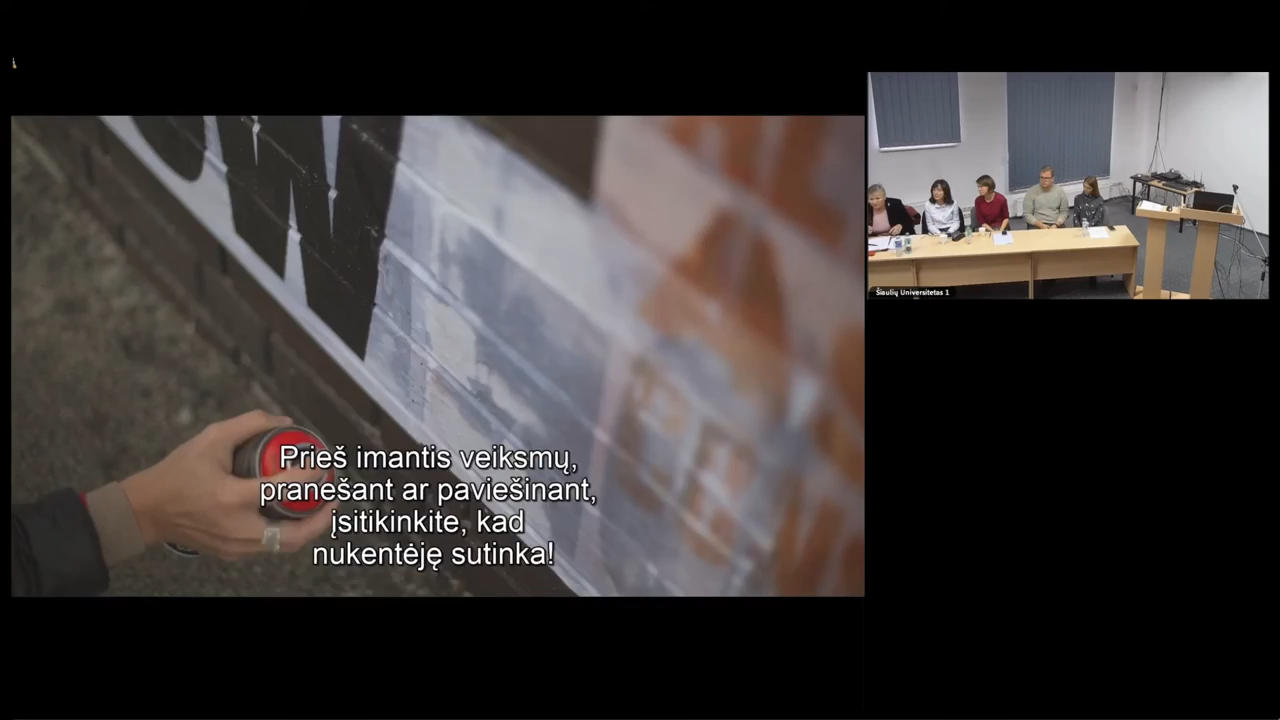 Prieš imantis veiksmų,
pranešant ar paviešinant,
įsitikinkite, kad
nukentėję sutinka!
Šiaulių Universitetas 1